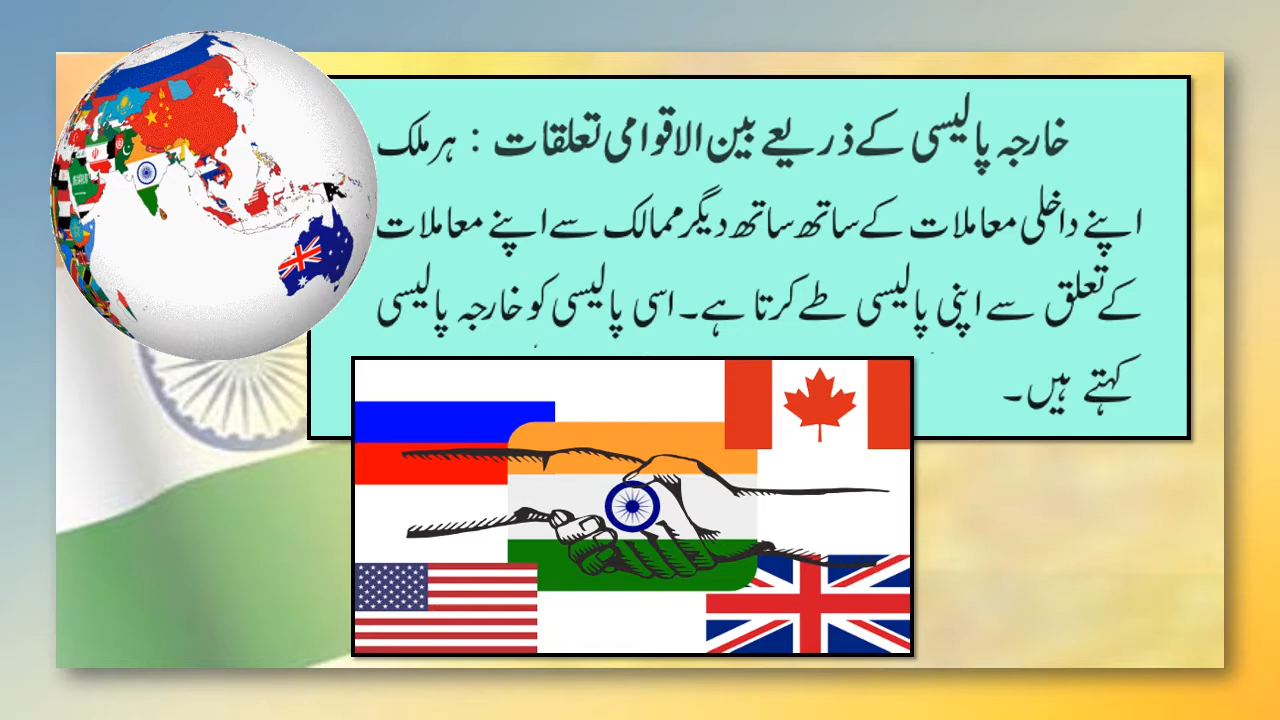 خارجہ پالیسی کے ذریعے بین الاقوامی تعلقات : ہر ملک
اپنے داخلی معاملات کے ساتھ ساتھ دیگر ممالک سے اپنے معاملات
کے تعلق سے اپنی پالیسی طے کرتا ہے۔ اسی پالیسی کو خارجہ پالیسی
کہتے ہیں۔